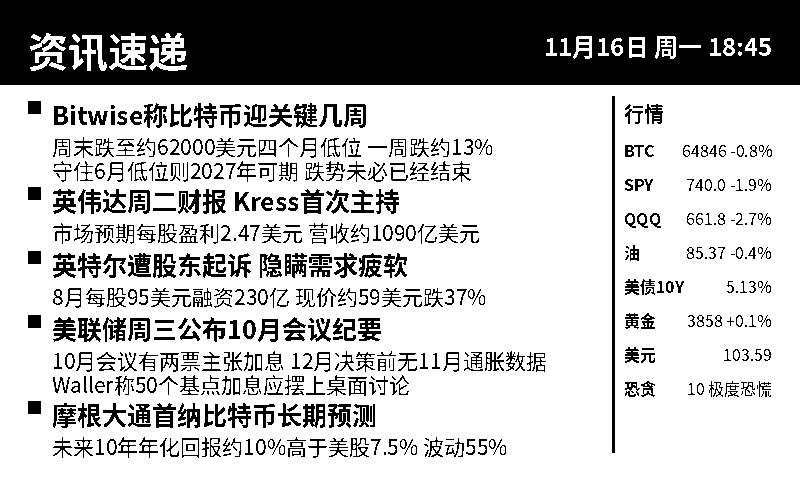 资讯速递
11月16日 周一 18:45
Bitwise称比特币迎关键几周
周末跌至约62000美元四个月低位 一周跌约13%
守住6月低位则2027年可期 跌势未必已经结束
英伟达周二财报 Kress首次主持
市场预期每股盈利2.47美元 营收约1090亿美元
英特尔遭股东起诉 隐瞒需求疲软
8月每股95美元融资230亿 现价约59美元跌37%
美联储周三公布10月会议纪要
10月会议有两票主张加息 12月决策前无11月通胀数据
Waller称50个基点加息应摆上桌面讨论
摩根大通首纳比特币长期预测
未来10年年化回报约10%高于美股7.5% 波动55%
行情
BTC 64846 -0.8%
SPY 740.0 -1.9%
QQQ 661.8 -2.7%
油 85.37 -0.4%
美债10Y 5.13%
黄金 3858 +0.1%
美元 103.59
恐贪 10 极度恐慌